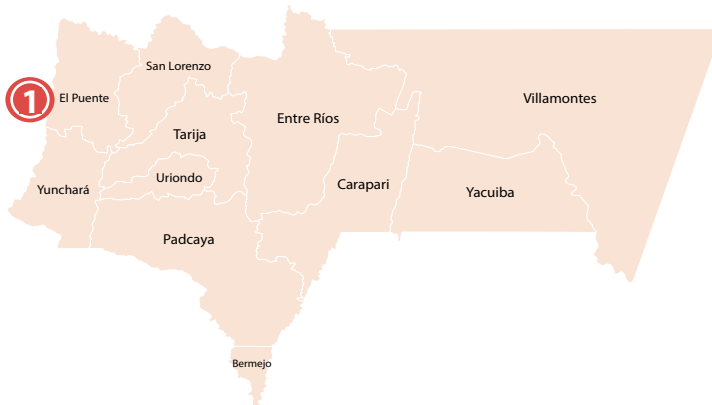 San Lorenzo
1
El Puente
Villamontes
Entre Ríos
Tarija
Uriondo
Carapari
Yunchará
Yacuiba
Padcaya
Bermejo